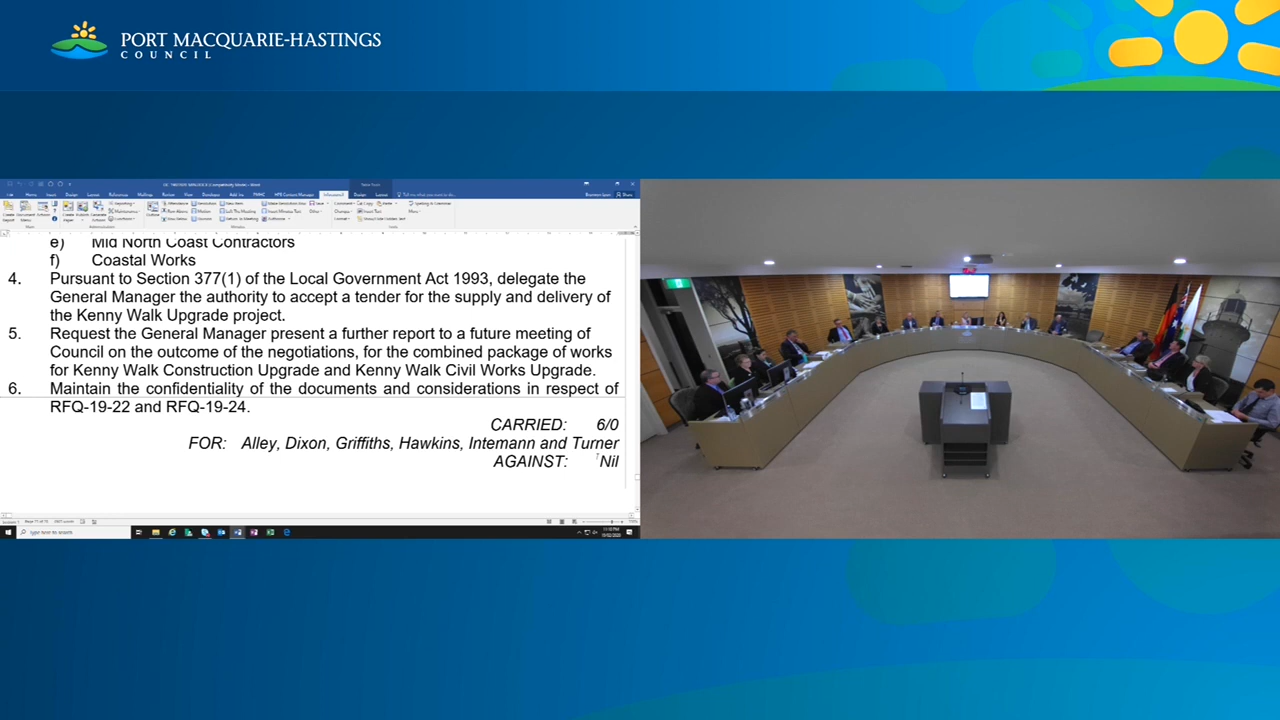 PORT MACQUARIE-HASTINGS
COUNCIL
e) Mid North Coast Contractors
f) Coastal Works
4. Pursuant to Section 377(1) of the Local Government Act 1993, delegate the
General Manager the authority to accept a tender for the supply and delivery of
the Kenny Walk Upgrade project.
5. Request the General Manager present a further report to a future meeting of
Council on the outcome of the negotiations, for the combined package of works
for Kenny Walk Construction Upgrade and Kenny Walk Civil Works Upgrade.
6. Maintain the confidentiality of the documents and considerations in respect of
RFQ-19-22 and RFQ-19-24.
CARRIED: 6/0
FOR: Alley, Dixon, Griffiths, Hawkins, Intemann and Turner
AGAINST: Nil
Type here to search